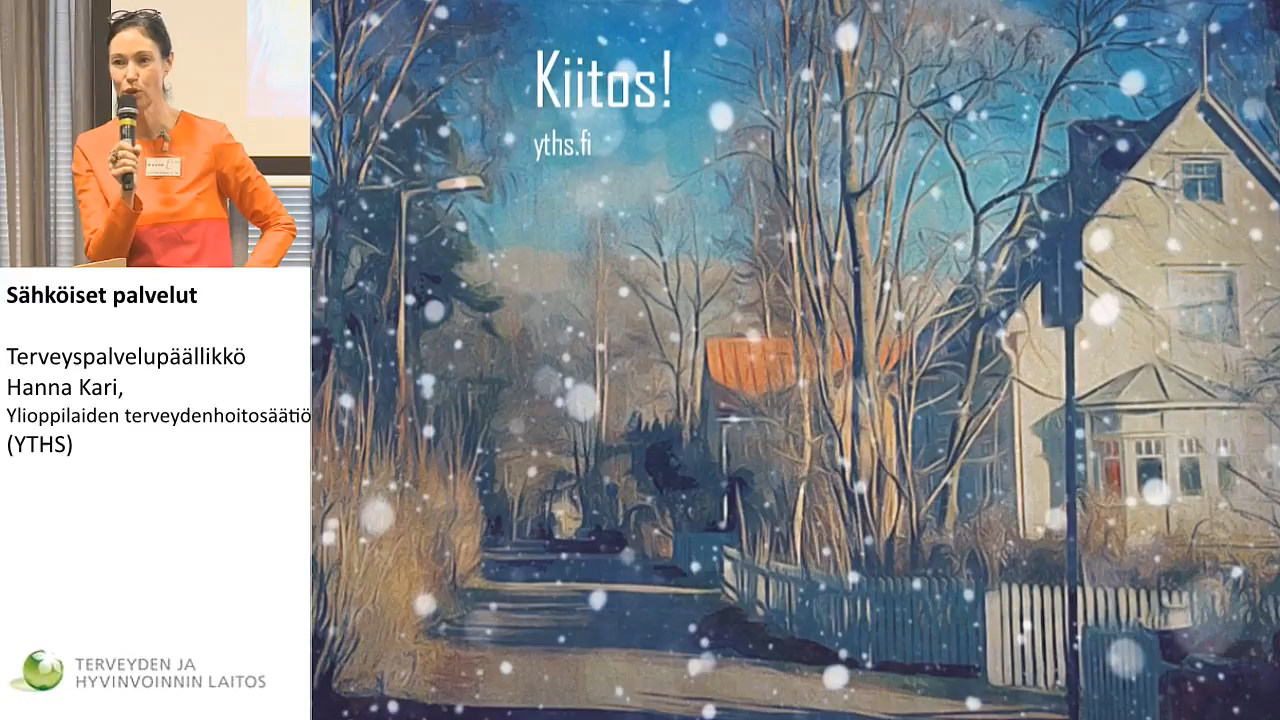 Sähköiset palvelut
Terveyspalvelupäällikkö
Hanna Kari,
Ylioppilaiden terveydenhoitosäätiö
(YTHS)
TERVEYDEN JA
HYVINVOINNIN LAITOS
Kiitos!
yths.fi